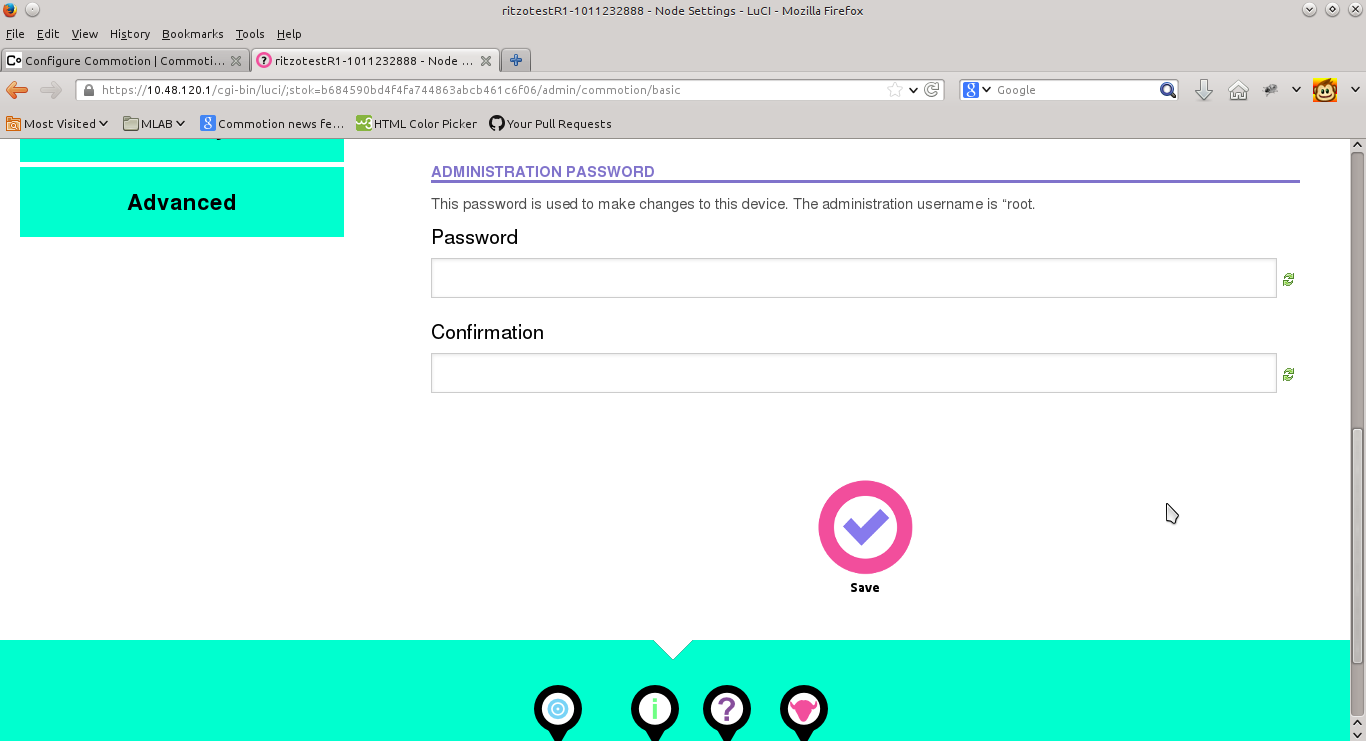 ritzotestR1-1011232888 - Node Settings - LuCI - Mozilla Firefox
File Edit View History Bookmarks Tools Help
Configure Commotion | Commoti... ritzotestR1-1011232888 - Node ...
https://10.48.120.1/cgi-bin/luci/;stok=b684590bd4f4fa744863abcb461c6f06/admin/commotion/basic Google
Most Visited MLAB Commotion news fe... HTML Color Picker Your Pull Requests
Advanced
ADMINISTRATION PASSWORD
This password is used to make changes to this device. The administration username is “root.
Password
Confirmation
Save